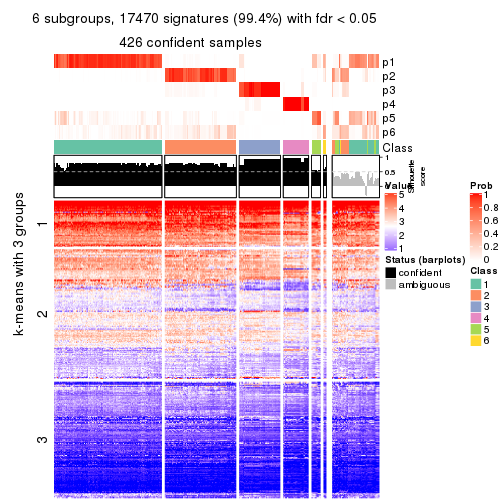 6 subgroups, 17470 signatures (99.4%) with fdr < 0.05
426 confident samples
p1
p2
p3
p4
p5
p6
Class
1
0.5
0
Silhouette
score
k-means with 3 groups
1
2
3
Value
5
4
3
2
1
Status (barplots)
confident
ambiguous
Prob
1
0.8
0.6
0.4
0.2
0
Class
1
2
3
4
5
6